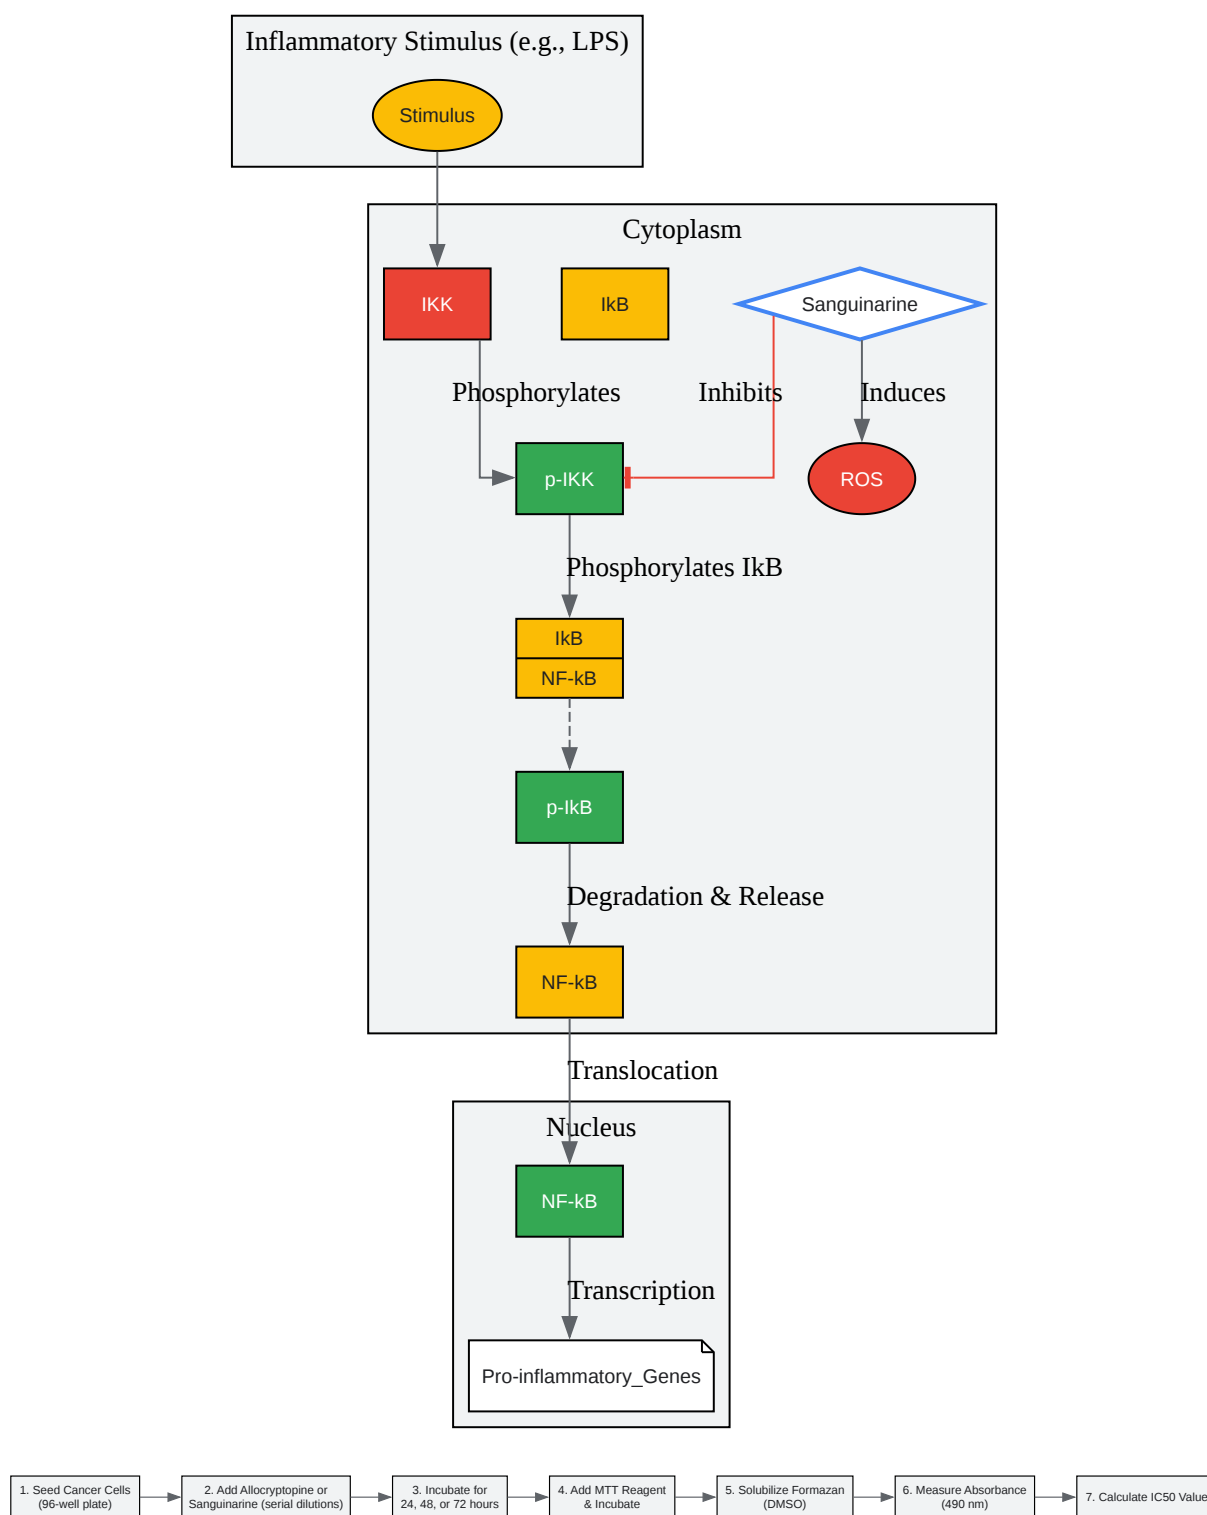 Inflammatory Stimulus (e.g., LPS)
Stimulus
Cytoplasm
IKK
IkB
Sanguinarine
Phosphorylates
Inhibits
Induces
p-IKK
ROS
Phosphorylates IkB
IkB
NF-kB
p-IkB
Degradation & Release
NF-kB
Translocation
Nucleus
NF-kB
Transcription
Pro-inflammatory_Genes
1. Seed Cancer Cells
(96-well plate)
2. Add Allocryptopine or
Sanguinarine (serial dilutions)
3. Incubate for
24, 48, or 72 hours
4. Add MTT Reagent
& Incubate
5. Solubilize Formazan
(DMSO)
6. Measure Absorbance
(490 nm)
7. Calculate IC50 Value